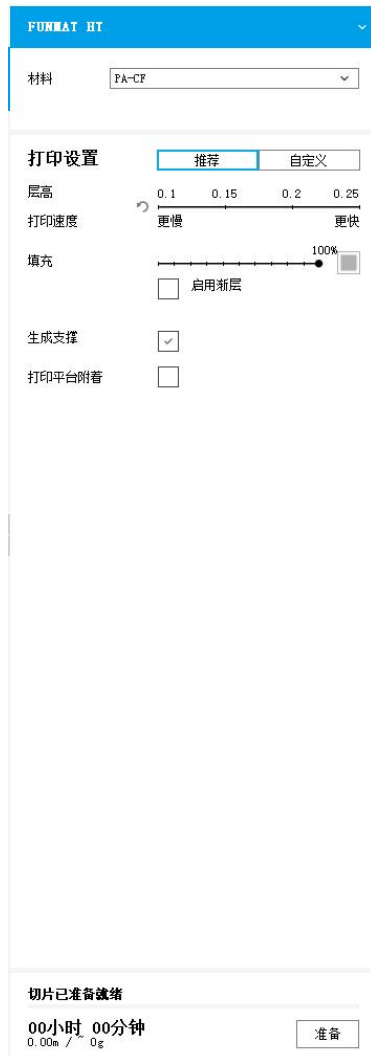 FUNMAT HT
材料 PA-CF
打印设置 推荐 自定义
层高 0.1 0.15 0.2 0.25
打印速度 更慢 更快
填充 100%
启用渐层
生成支撑
打印平台附着
切片已准备就绪
00小时 00分钟
0.00m / ~ 0g
准备